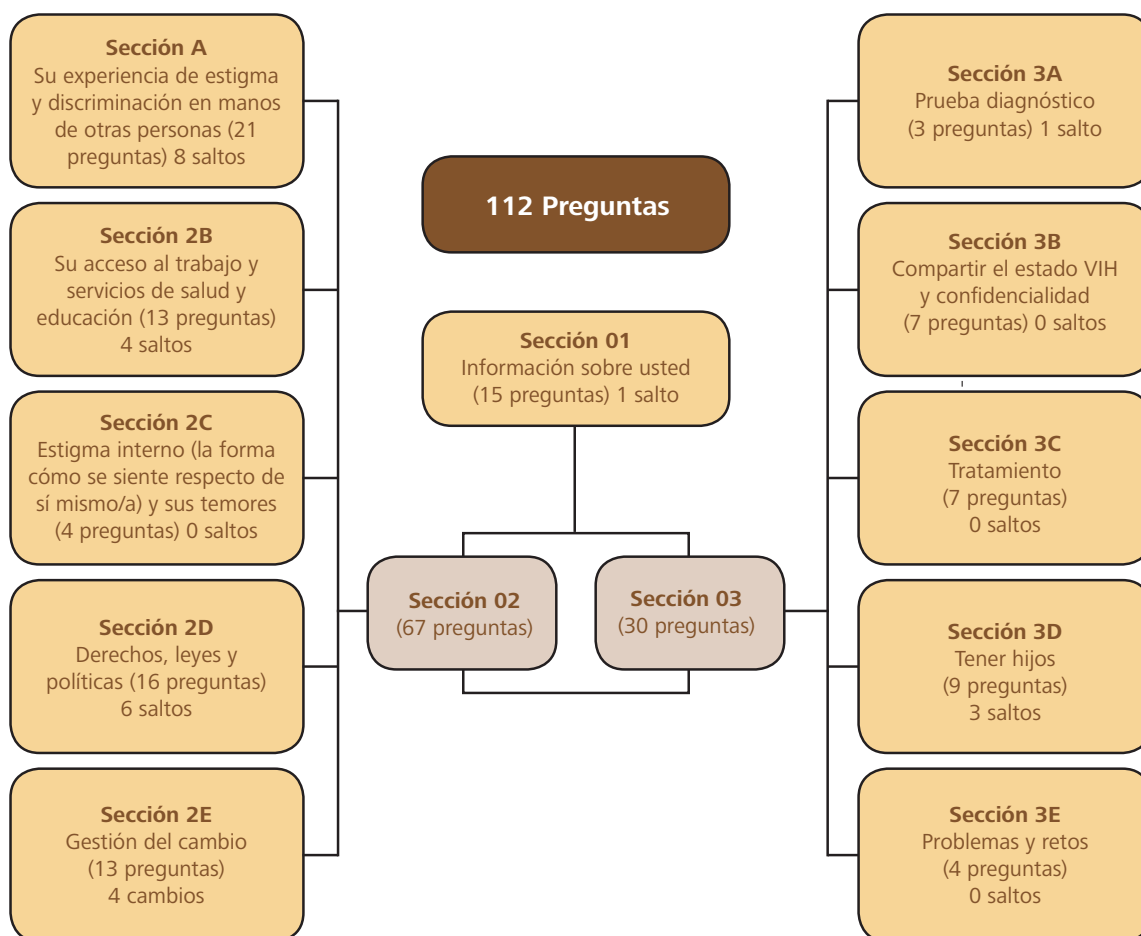 Sección A
Su experiencia de estigma
y discriminación en manos
de otras personas (21
preguntas) 8 saltos
Sección 2B
Su acceso al trabajo y
servicios de salud y
educación (13 preguntas)
4 saltos
Sección 2C
Estigma interno (la forma
cómo se siente respecto de
sí mismo/a) y sus temores
(4 preguntas) 0 saltos
Sección 2D
Derechos, leyes y
políticas (16 preguntas)
6 saltos
Sección 2E
Gestión del cambio
(13 preguntas)
4 cambios
112 Preguntas
Sección 01
Información sobre usted
(15 preguntas) 1 salto
Sección 02
(67 preguntas)
Sección 03
(30 preguntas)
Sección 3A
Prueba diagnóstico
(3 preguntas) 1 salto
Sección 3B
Compartir el estado VIH
y confidencialidad
(7 preguntas) 0 saltos
Sección 3C
Tratamiento
(7 preguntas)
0 saltos
Sección 3D
Tener hijos
(9 preguntas)
3 saltos
Sección 3E
Problemas y retos
(4 preguntas)
0 saltos